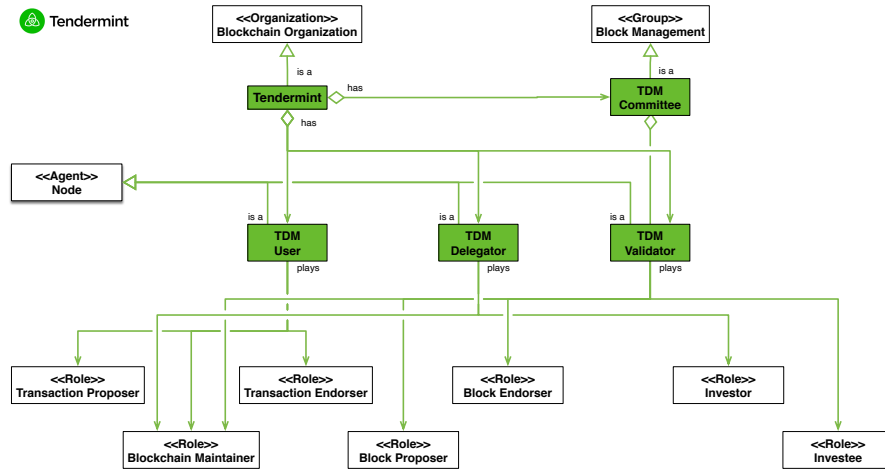 Tendermint
<<Organization>>
Blockchain Organization
<<Group>>
Block Management
is a
is a
Tendermint
has
has
TDM
Committee
<<Agent>>
Node
is a
is a
is a
TDM
User
TDM
Delegator
TDM
Validator
plays
plays
plays
<<Role>>
Transaction Proposer
<<Role>>
Transaction Endorser
<<Role>>
Block Endorser
<<Role>>
Investor
<<Role>>
Blockchain Maintainer
<<Role>>
Block Proposer
<<Role>>
Investee